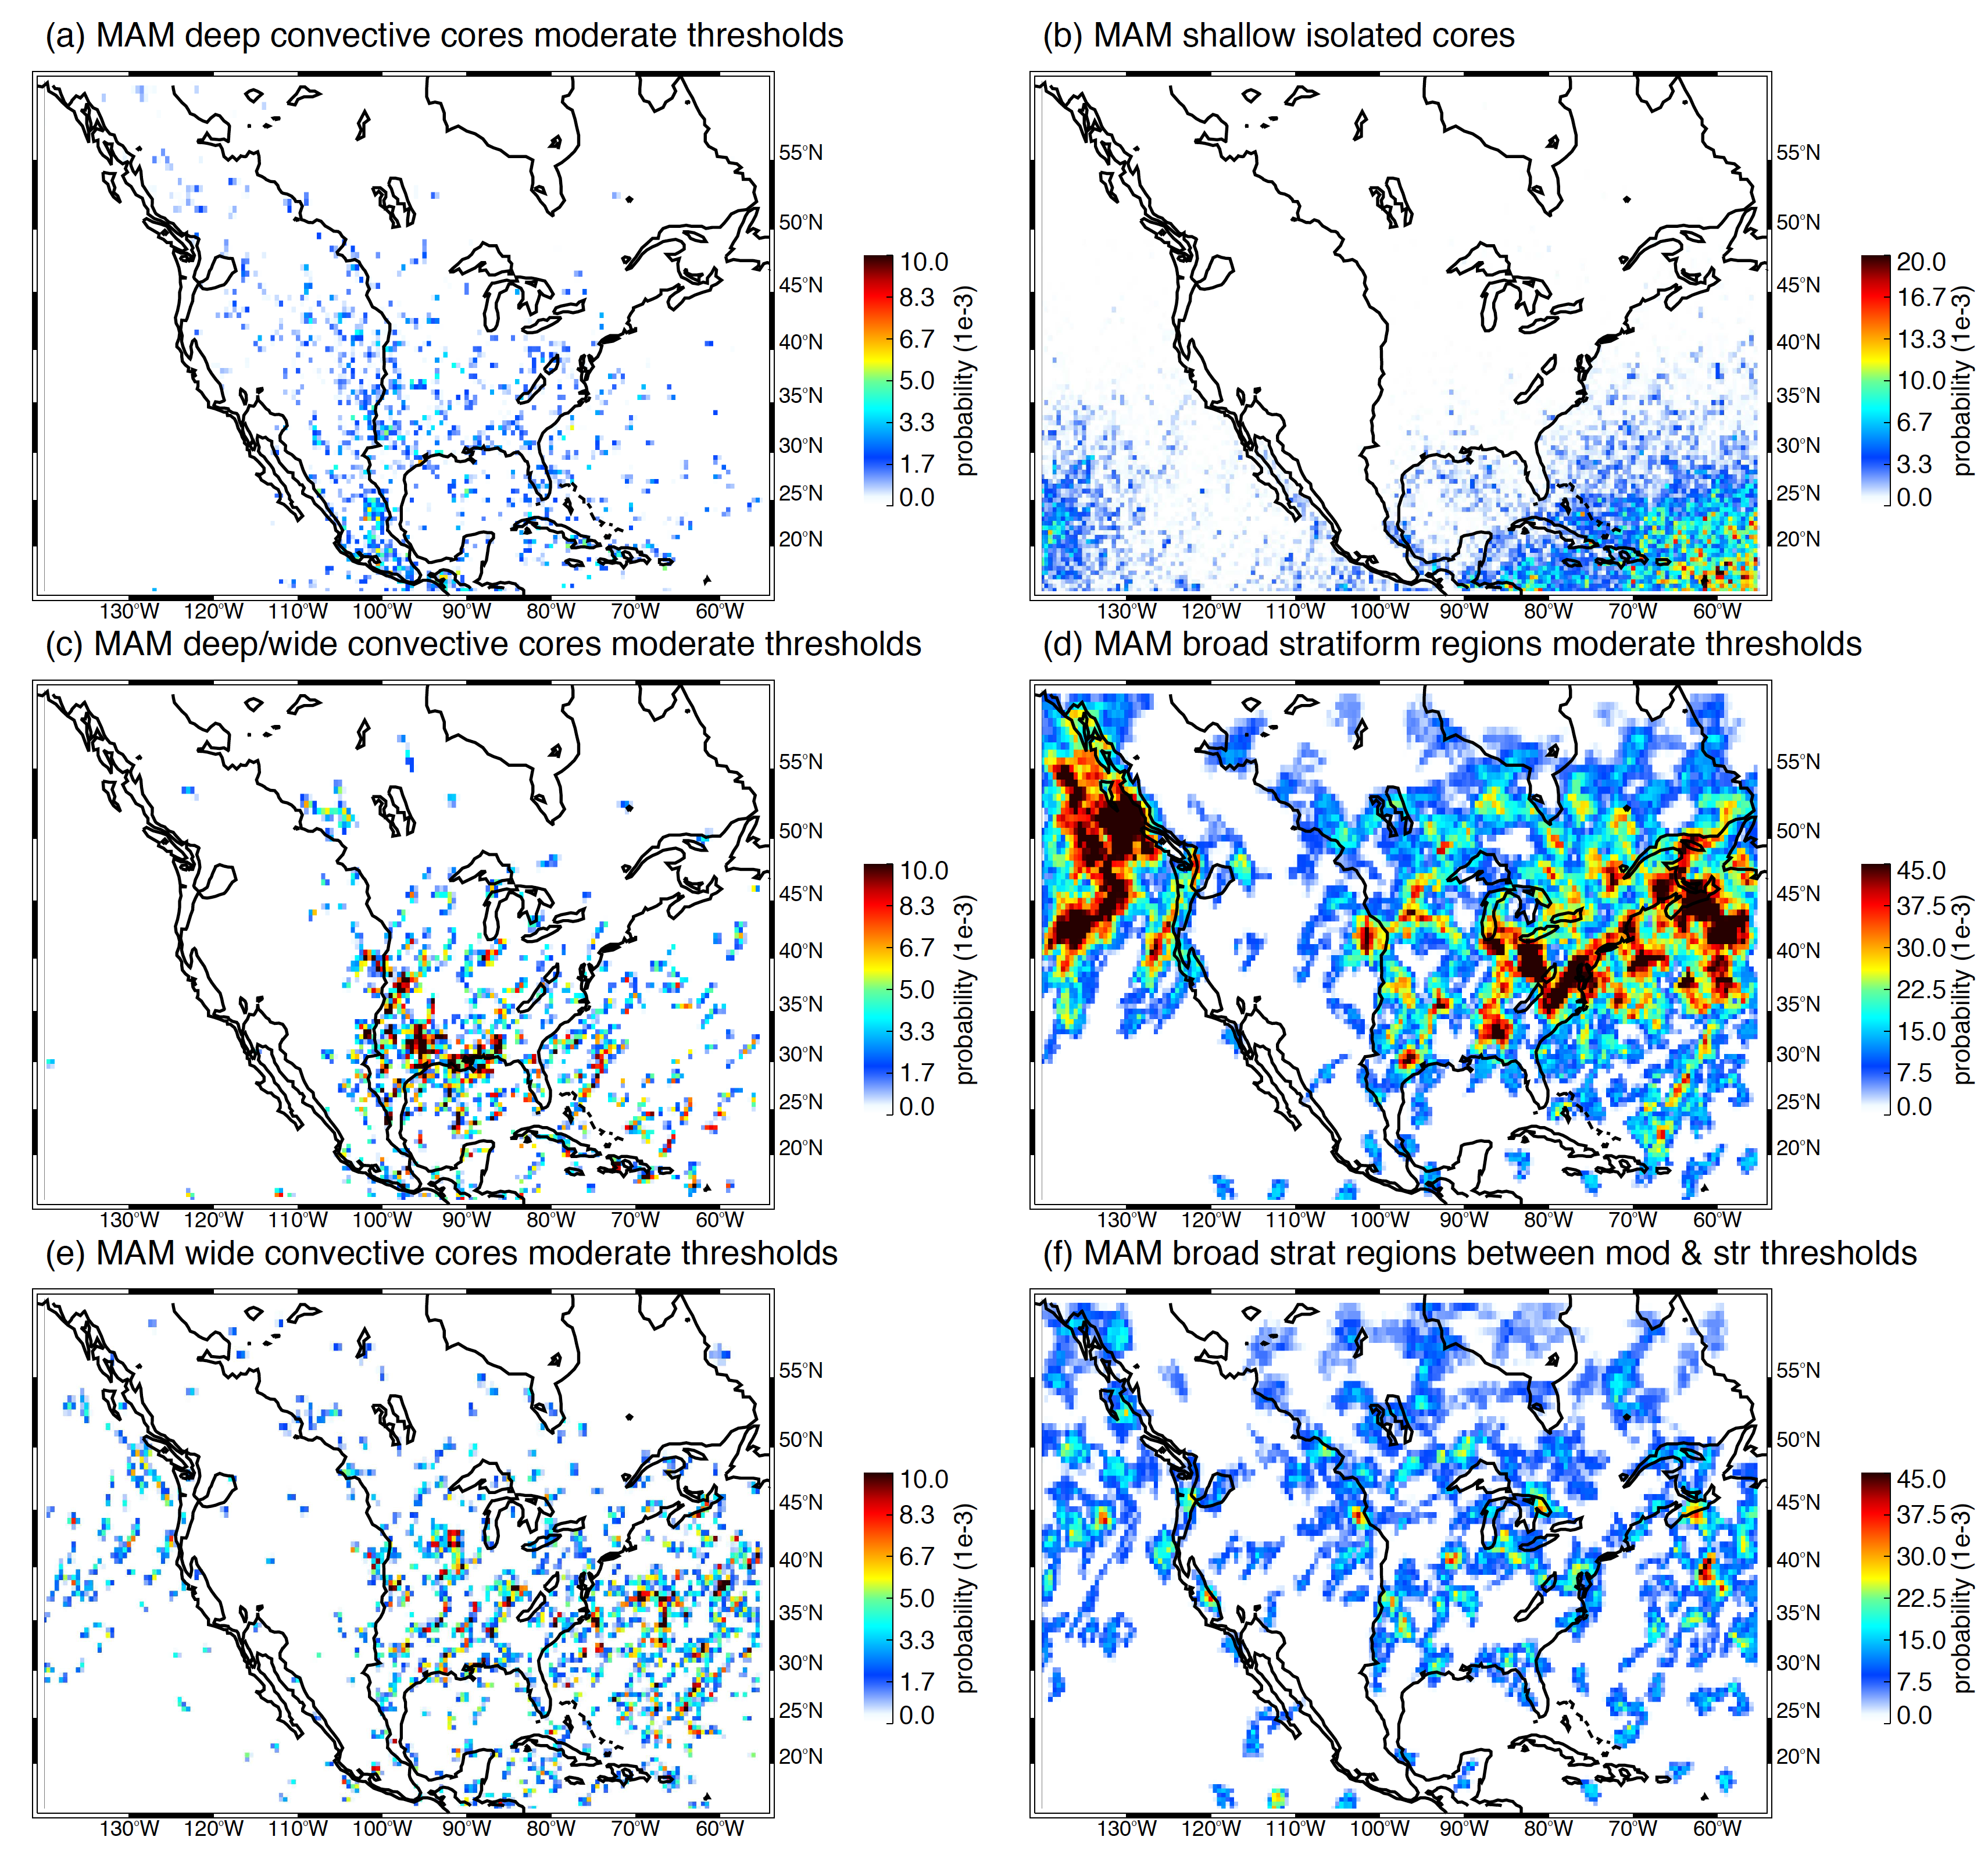 (a) MAM deep convective cores moderate thresholds
55°N
50°N
45°N
40°N
35°N
30°N
25°N
20°N
130°W 120°W 110°W 100°W 90°W 80°W 70°W 60°W
10.0
8.3
6.7
5.0
3.3
1.7
0.0
probability (1e-3)
(b) MAM shallow isolated cores
55°N
50°N
45°N
40°N
35°N
30°N
25°N
20°N
130°W 120°W 110°W 100°W 90°W 80°W 70°W 60°W
20.0
16.7
13.3
10.0
6.7
3.3
0.0
probability (1e-3)
(c) MAM deep/wide convective cores moderate thresholds
55°N
50°N
45°N
40°N
35°N
30°N
25°N
20°N
130°W 120°W 110°W 100°W 90°W 80°W 70°W 60°W
10.0
8.3
6.7
5.0
3.3
1.7
0.0
probability (1e-3)
(d) MAM broad stratiform regions moderate thresholds
55°N
50°N
45°N
40°N
35°N
30°N
25°N
20°N
130°W 120°W 110°W 100°W 90°W 80°W 70°W 60°W
45.0
37.5
30.0
22.5
15.0
7.5
0.0
probability (1e-3)
(e) MAM wide convective cores moderate thresholds
55°N
50°N
45°N
40°N
35°N
30°N
25°N
20°N
130°W 120°W 110°W 100°W 90°W 80°W 70°W 60°W
10.0
8.3
6.7
5.0
3.3
1.7
0.0
probability (1e-3)
(f) MAM broad strat regions between mod & str thresholds
55°N
50°N
45°N
40°N
35°N
30°N
25°N
20°N
130°W 120°W 110°W 100°W 90°W 80°W 70°W 60°W
45.0
37.5
30.0
22.5
15.0
7.5
0.0
probability (1e-3)